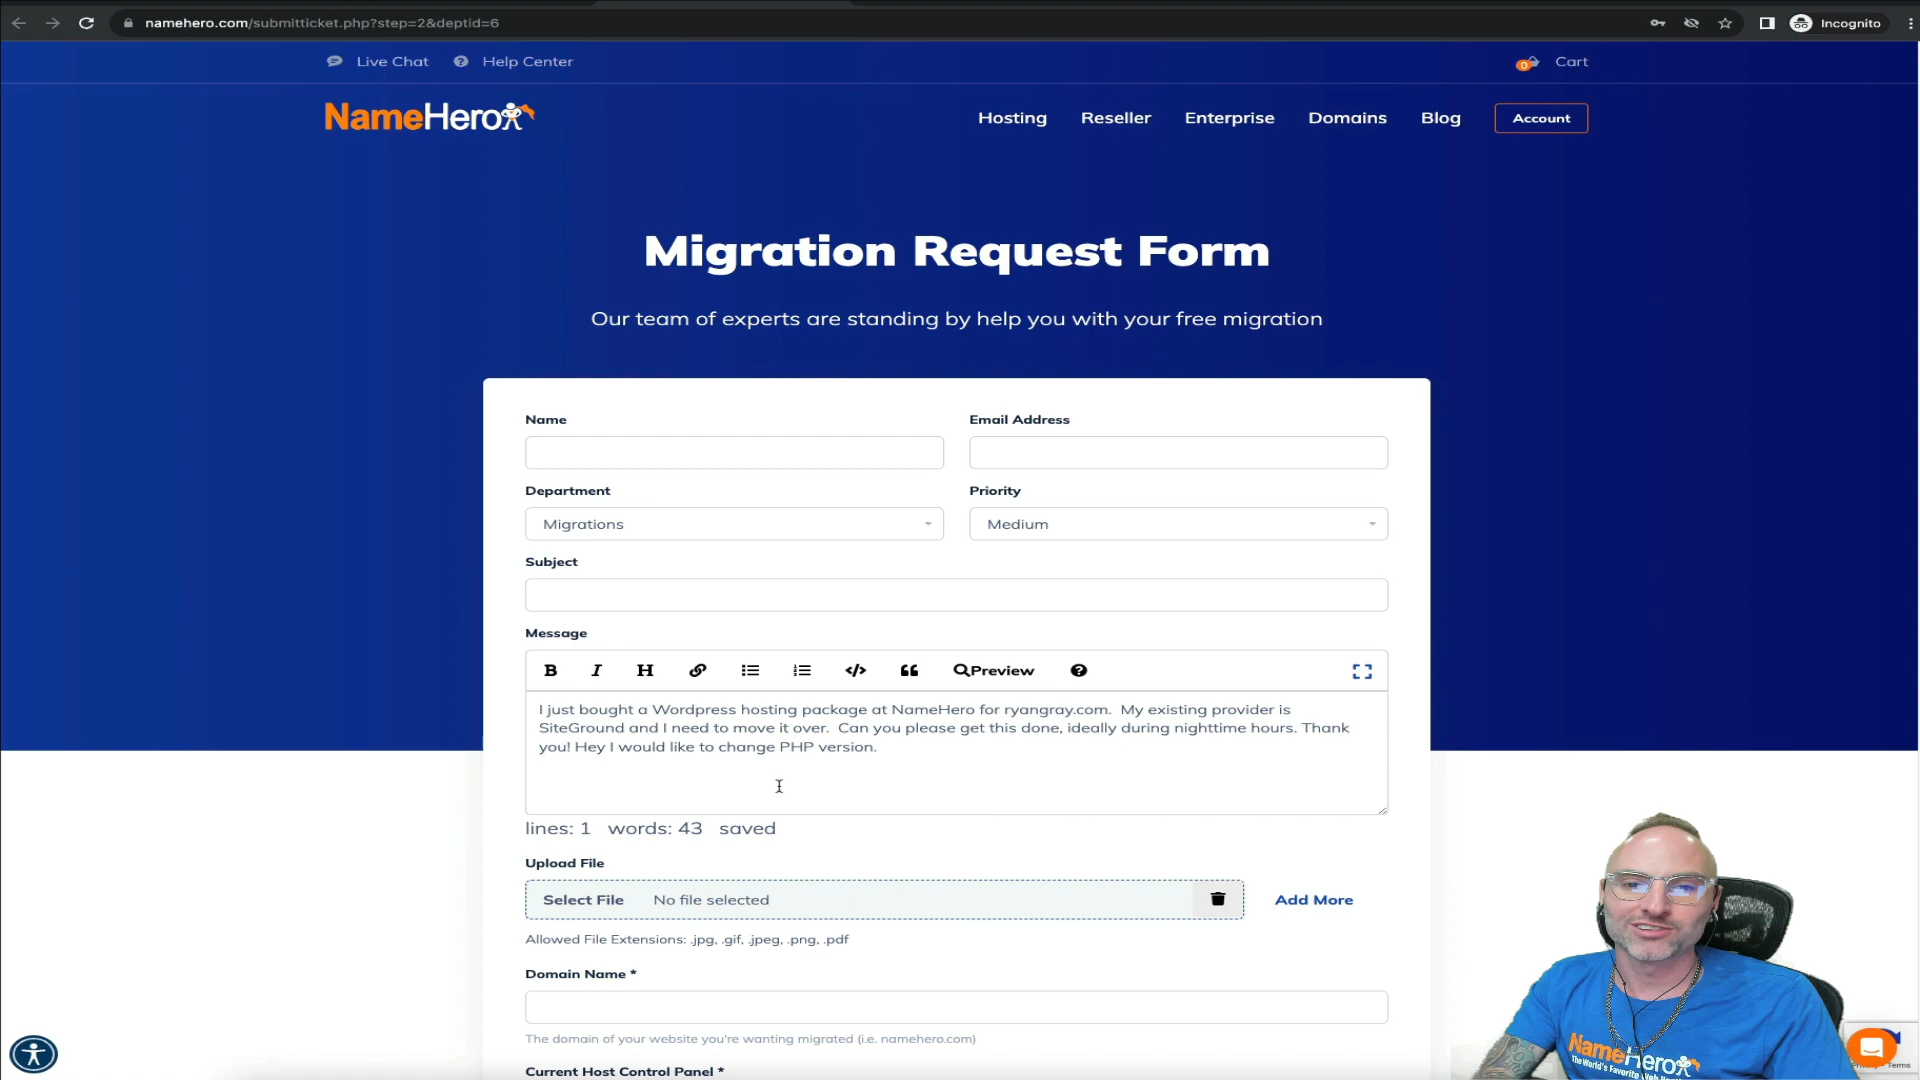 namehero.com/submitticket.php?step=2&deptid=6
Incognito
Live Chat
Help Center
0
Cart
NameHero
Hosting
Reseller
Enterprise
Domains
Blog
Account
Migration Request Form
Our team of experts are standing by help you with your free migration
Name
Email Address
Department
Priority
Migrations
Medium
Subject
Message
B
I
H
Preview
I just bought a Wordpress hosting package at NameHero for ryangray.com.  My existing provider is
SiteGround and I need to move it over.  Can you please get this done, ideally during nighttime hours. Thank
you! Hey I would like to change PHP version.
lines: 1 words: 43 saved
Upload File
Select File
No file selected
Add More
Allowed File Extensions: .jpg, .gif, .jpeg, .png, .pdf
Domain Name *
The domain of your website you're wanting migrated (i.e. namehero.com)
Current Host Control Panel *
NameHero
The World's Favorite Web
Terms